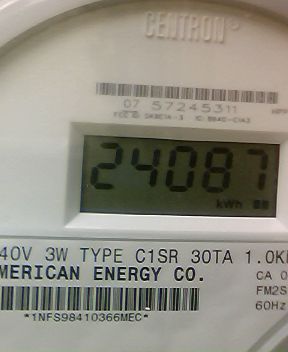 CENTRON®
07 57245311
24087
kWh
40V 3W TYPE C1SR 30TA 1.0K
MERICAN ENERGY CO.
CA 0
FM2S
60Hz
*1NFS98410366MEC*